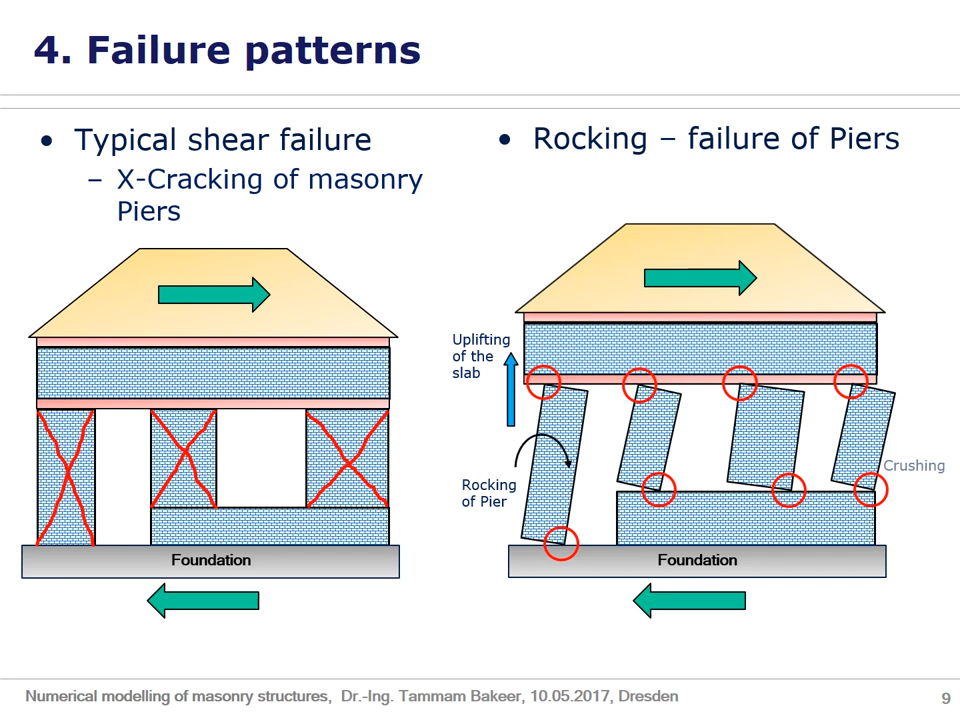 4. Failure patterns
• Typical shear failure
– X-Cracking of masonry
Piers
• Rocking – failure of Piers
Uplifting
of the
slab
Rocking
of Pier
Crushing
Foundation
Foundation
Numerical modelling of masonry structures, Dr.-Ing. Tammam Bakeer, 10.05.2017, Dresden
9